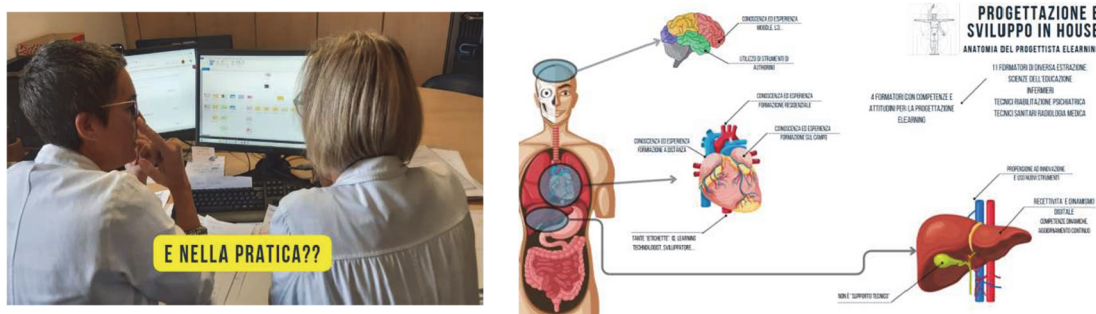 E NELLA PRATICA??
CONOSCENZA ED ESPERIENZA
MOODLE, L'O...
UTILIZZO DI STRUMENTI DI
AUTHORING
PROGETTAZIONE E
SVILUPPO IN HOUSE
ANATOMIA DEL PROGETTISTA ELEARNING
11 FORMATORI DI DIVERSA ESTRAZIONE
SCIENZE DELL'EDUCAZIONE
INFERMIERI
TECNICI RIABILITAZIONE PSICHIATRICA
TECNICI SANITARI RADIOLOGIA MEDICA
4 FORMATORI CON COMPETENZE E
ATTITUDINI PER LA PROGETTAZIONE
ELEARNING
CONOSCENZA ED ESPERIENZA
FORMAZIONE RESIDENZIALE
CONOSCENZA ED ESPERIENZA
FORMAZIONE SUL CAMPO
CONOSCENZA ED ESPERIENZA
FORMAZIONE A DISTANZA
TANTE "ETICHETTE" LEARNING
TECHNOLOGIST, SVILUPPATORE...
PROPENSIONE AD INNOVAZIONE
E USO NUOVI STRUMENTI
RECETTIVITA' E DINAMISMO
DIGITALE
COMPETENZE DINAMICHE,
AGGIORNAMENTO CONTINUO
NON E' "SUPPORTO TECNICO"